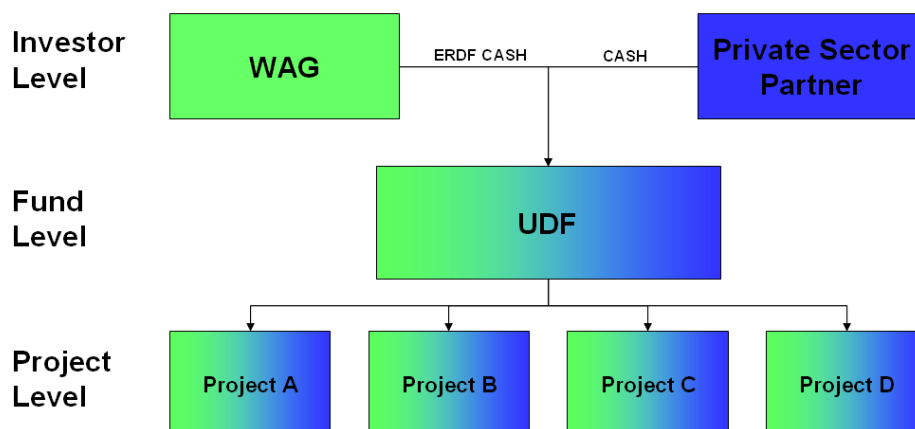 Investor
Level
WAG
ERDF CASH
CASH
Private Sector
Partner
Fund
Level
UDF
Project
Level
Project A
Project B
Project C
Project D